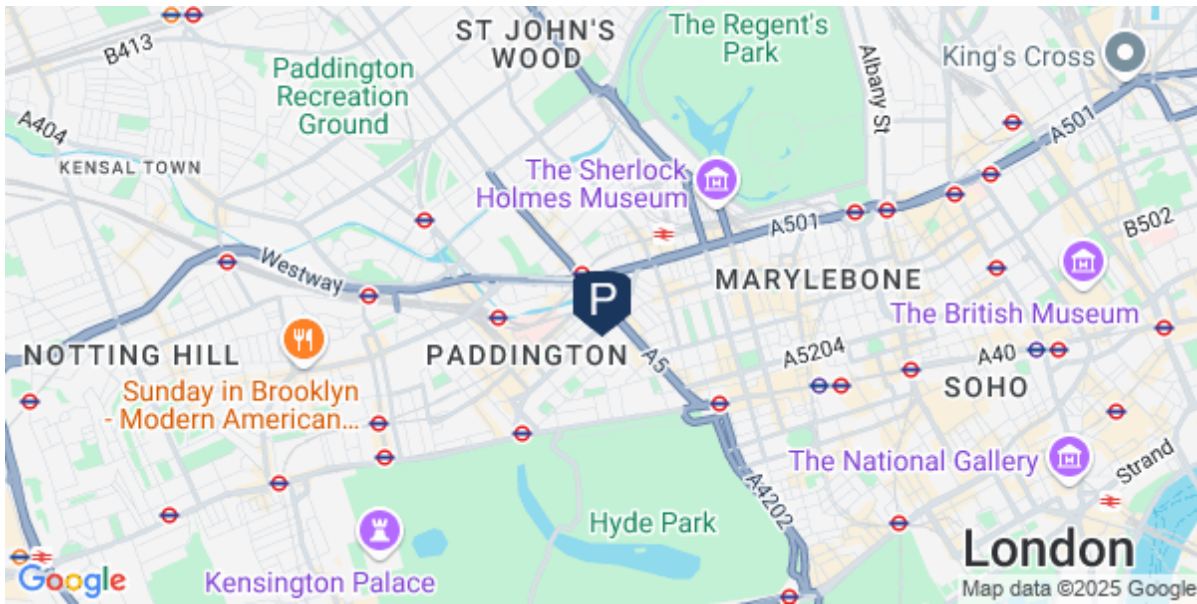 ST JOHN'S
WOOD
The Regent's
Park
B413
Albany St
King's Cross
Paddington
Recreation
Ground
A404
A501
KENSAL TOWN
The Sherlock
Holmes Museum
B502
A501
Westway
MARYLEBONE
P
The British Museum
NOTTING HILL
PADDINGTON
A5
A5204
A40
SOHO
Sunday in Brooklyn
- Modern American...
The National Gallery
Strand
A4202
Hyde Park
London
Kensington Palace
Google
Map data ©2025 Google